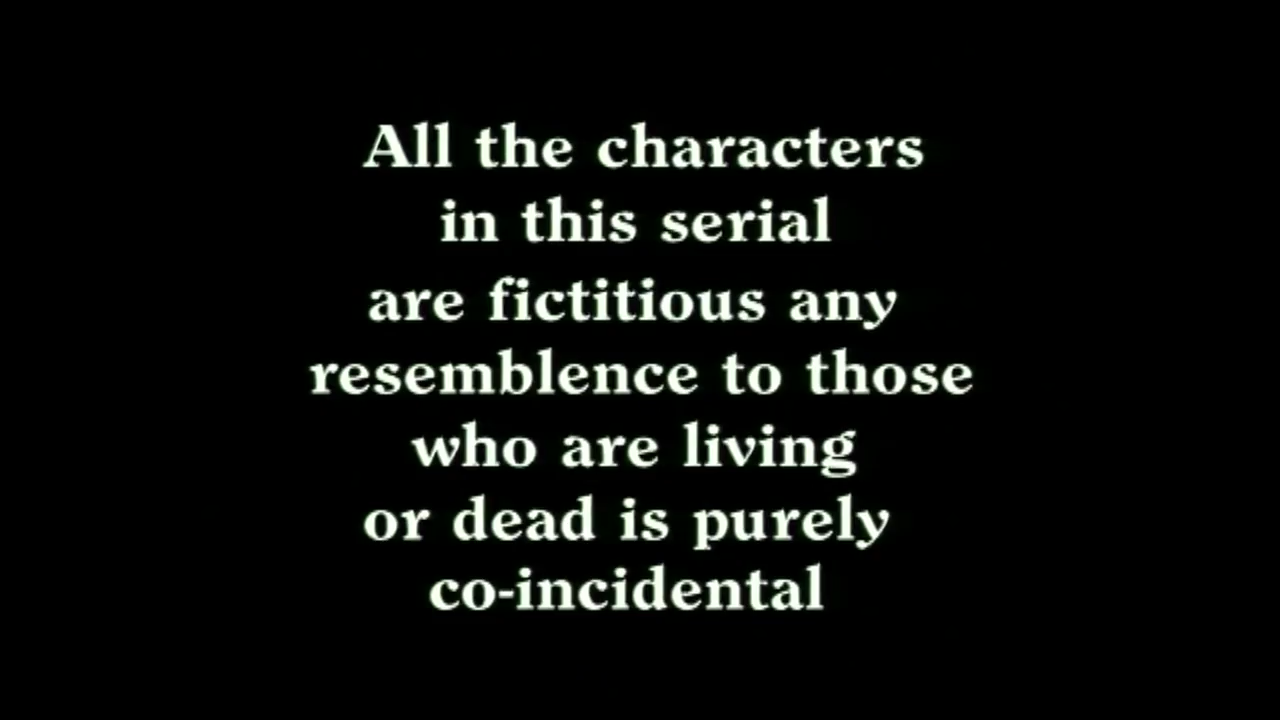 All the characters
in this serial
are fictitious any
resemblence to those
who are living
or dead is purely
co-incidental